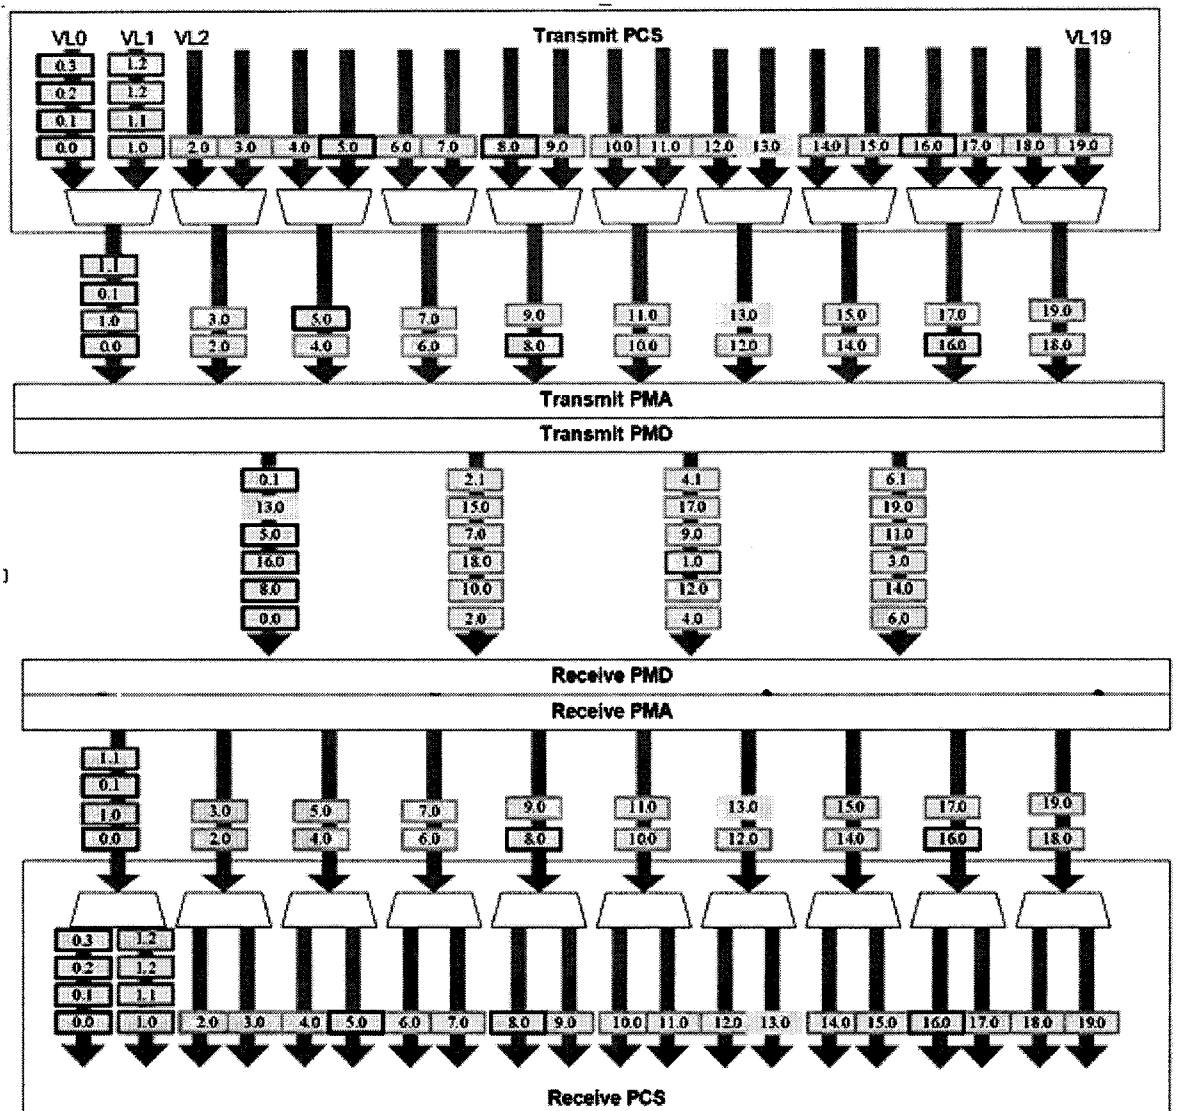 Transmit PCS
VL0 VL1 VL2 VL19
0.3 1.2
0.2 1.2
0.1 1.1
0.0 1.0 2.0 3.0 4.0 5.0 6.0 7.0 8.0 9.0 10.0 11.0 12.0 13.0 14.0 15.0 16.0 17.0 18.0 19.0
1.1
0.1
1.0 3.0 5.0 7.0 9.0 11.0 13.0 15.0 17.0 19.0
0.0 2.0 4.0 6.0 8.0 10.0 12.0 14.0 16.0 18.0
Transmit PMA
Transmit PMD
0.1 2.1 4.1 6.1
13.0 15.0 17.0 19.0
5.0 7.0 9.0 11.0
16.0 18.0 1.0 3.0
8.0 10.0 12.0 14.0
0.0 2.0 4.0 6.0
Receive PMD
Receive PMA
1.1
0.1
1.0 3.0 5.0 7.0 9.0 11.0 13.0 15.0 17.0 19.0
0.0 2.0 4.0 6.0 8.0 10.0 12.0 14.0 16.0 18.0
0.3 1.2
0.2 1.2
0.1 1.1
0.0 1.0 2.0 3.0 4.0 5.0 6.0 7.0 8.0 9.0 10.0 11.0 12.0 13.0 14.0 15.0 16.0 17.0 18.0 19.0
Receive PCS